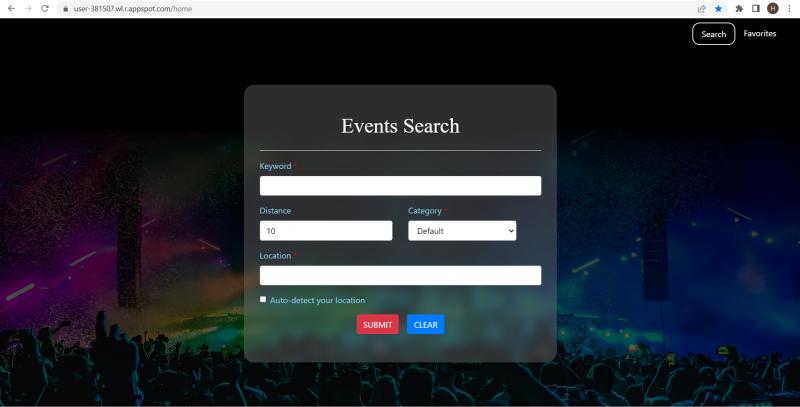 user-381507.wl.r.appspot.com/home
H
Search Favorites
Events Search
Keyword *
Distance Category *
10 Default
Location *
Auto-detect your location
SUBMIT CLEAR